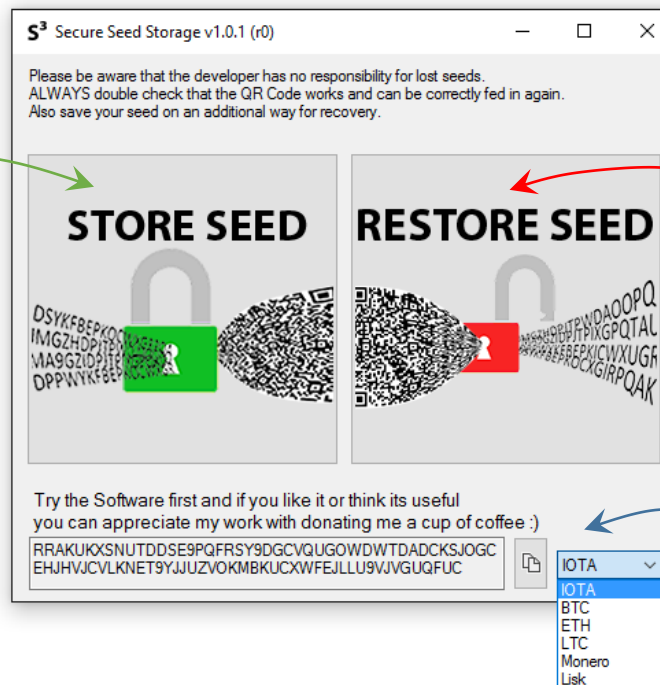 S³ Secure Seed Storage v1.0.1 (r0)
Please be aware that the developer has no responsibility for lost seeds.
ALWAYS double check that the QR Code works and can be correctly fed in again.
Also save your seed on an additional way for recovery.
STORE SEED
RESTORE SEED
Try the Software first and if you like it or think its useful
you can appreciate my work with donating me a cup of coffee :)
RRAKUKXSNUTDDSE9PQFRSY9DGCVQUGOWDWTDADCKSJOGC
EHJHVJCVLKNET9YJJUZVOKMBKUCXWFEJLLU9VJVGUQFUC
IOTA
IOTA
BTC
ETH
LTC
Monero
Lisk